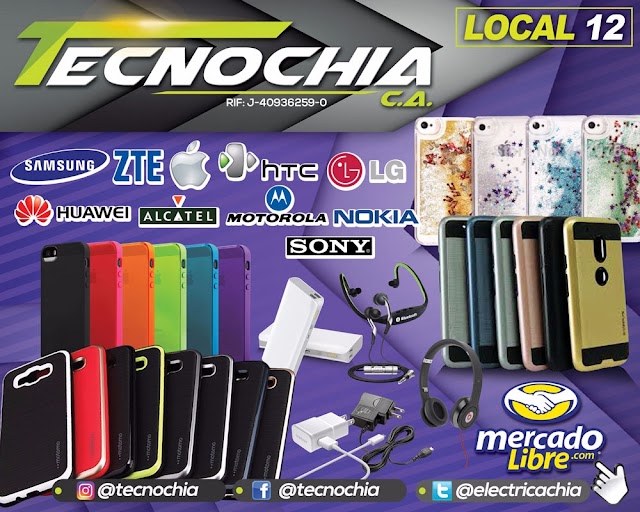 TECNOCHIA
C.A.
RIF: J-40936259-0
LOCAL 12
SAMSUNG ZTE hTC LG
HUAWEI ALCATEL MOTOROLA NOKIA
SONY
Bluetooth
mercado
Libre.com
@tecnochia @tecnochia @electricachia